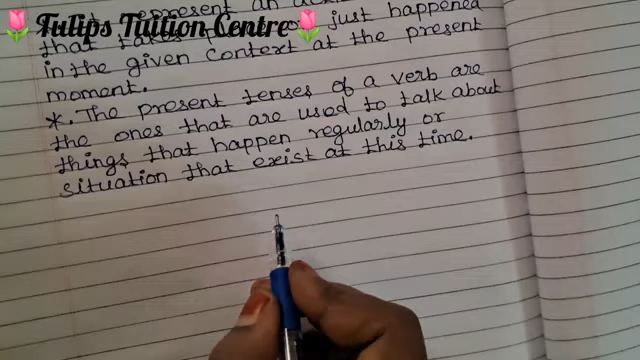 🌷Tulips Tuition Centre🌷
represent an
that takes just happened
in the given context at the present
moment.
*. The present tenses of a verb are
the ones that are used to talk about
things that happen regularly or
situation that exist at this time.